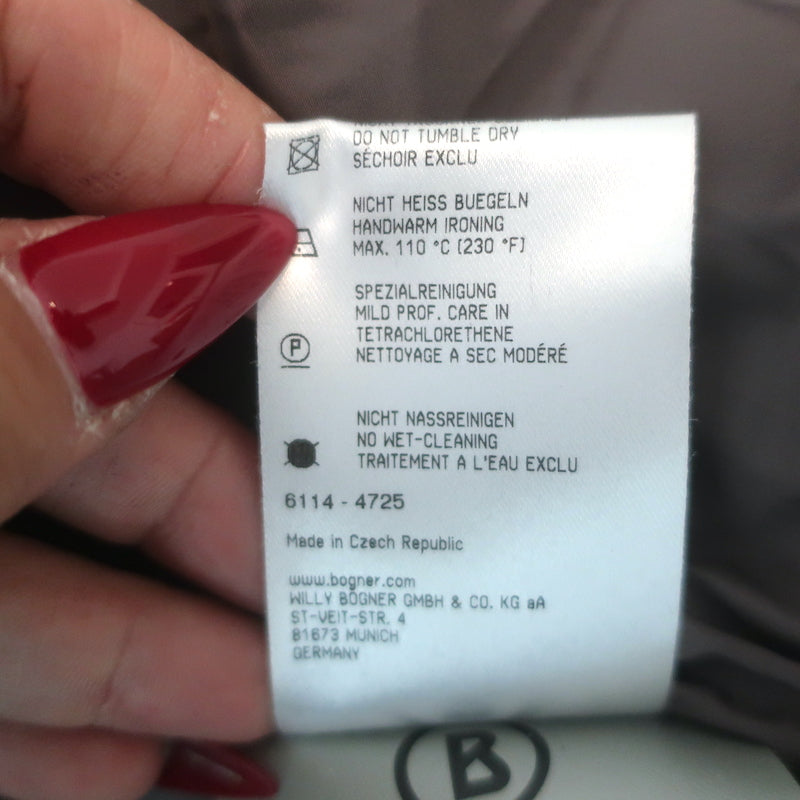 DO NOT TUMBLE DRY
SÉCHOIR EXCLU
NICHT HEISS BUEGELN
HANDWARM IRONING
MAX. 110 °C (230 °F)
SPEZIALREINIGUNG
MILD PROF. CARE IN
TETRACHLORETHENE
NETTOYAGE A SEC MODÉRÉ
P
NICHT NASSREINIGEN
NO WET-CLEANING
TRAITEMENT A L'EAU EXCLU
6114 - 4725
Made in Czech Republic
www.bogner.com
WILLY BOGNER GMBH & CO. KG aA
ST-VEIT-STR. 4
81673 MUNICH
GERMANY
B